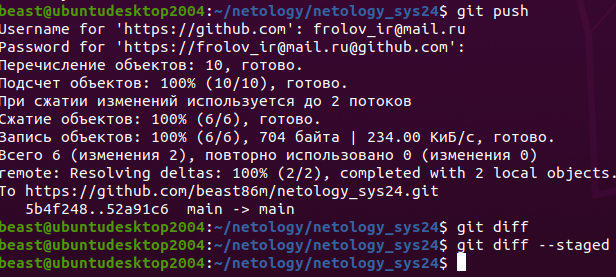 beast@ubuntudesktop2004:~/netology/netology_sys24$ git push
Username for 'https://github.com': frolov_ir@mail.ru
Password for 'https://frolov_ir@mail.ru@github.com':
Перечисление объектов: 10, готово.
Подсчет объектов: 100% (10/10), готово.
При сжатии изменений используется до 2 потоков
Сжатие объектов: 100% (6/6), готово.
Запись объектов: 100% (6/6), 704 байта | 234.00 КиБ/с, готово.
Всего 6 (изменения 2), повторно использовано 0 (изменения 0)
remote: Resolving deltas: 100% (2/2), completed with 2 local objects.
To https://github.com/beast86m/netology_sys24.git
5b4f248..52a91c6  main -> main
beast@ubuntudesktop2004:~/netology/netology_sys24$ git diff
beast@ubuntudesktop2004:~/netology/netology_sys24$ git diff --staged
beast@ubuntudesktop2004:~/netology/netology_sys24$